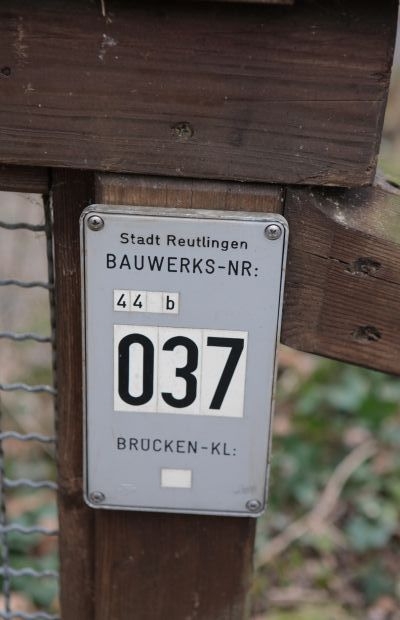 Stadt Reutlingen
BAUWERKS-NR:
44 b
037
BRÜCKEN-KL: